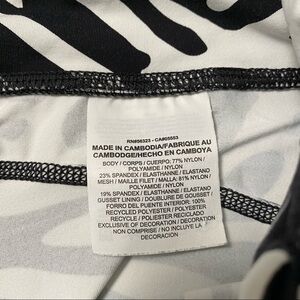 RN#56323 - CA#05553
MADE IN CAMBODIA/FABRIQUE AU
CAMBODGE/HECHO EN CAMBOYA
BODY / CORPS / CUERPO: 77% NYLON /
POLYAMIDE / NYLON
23% SPANDEX / ELASTHANNE / ELASTANO
MESH / MAILLE FILET / MALLA: 81% NYLON /
POLYAMIDE / NYLON
19% SPANDEX / ELASTHANNE / ELASTANO
GUSSET LINING / DOUBLURE DE GOUSSET /
FORRO DEL PUENTE INTERIOR: 100%
RECYCLED POLYESTER / POLYESTER
RECYCLÉ / POLIESTER RECICLADO
EXCLUSIVE OF DECORATION / DECORATION
NON COMPRISE / NO INCLUYE LA
DECORACION